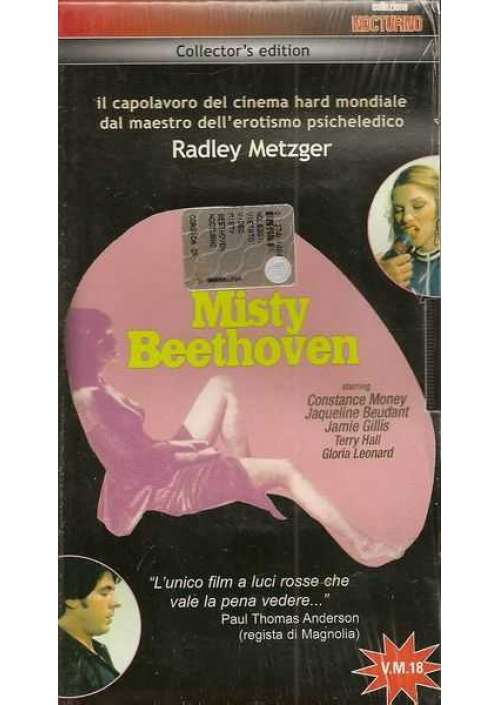 collezione
NOCTURNO
Collector's edition
il capolavoro del cinema hard mondiale
dal maestro dell'erotismo psicheledico
Radley Metzger
Misty
Beethoven
starring
Constance Money
Jaqueline Beudant
Jamie Gillis
Terry Hall
Gloria Leonard
"L'unico film a luci rosse che
vale la pena vedere..."
Paul Thomas Anderson
(regista di Magnolia)
V.M.18